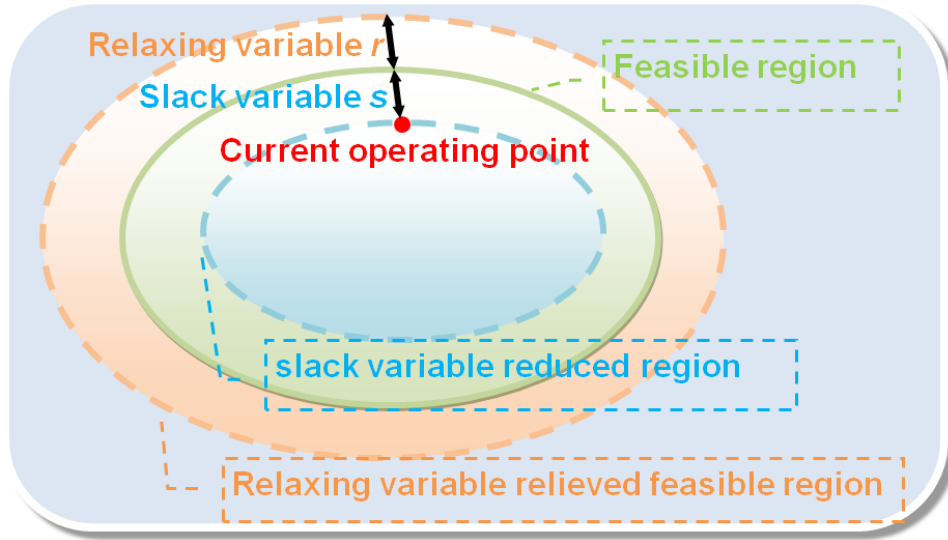 Relaxing variable r
Feasible region
Slack variable s
Current operating point
slack variable reduced region
Relaxing variable relieved feasible region